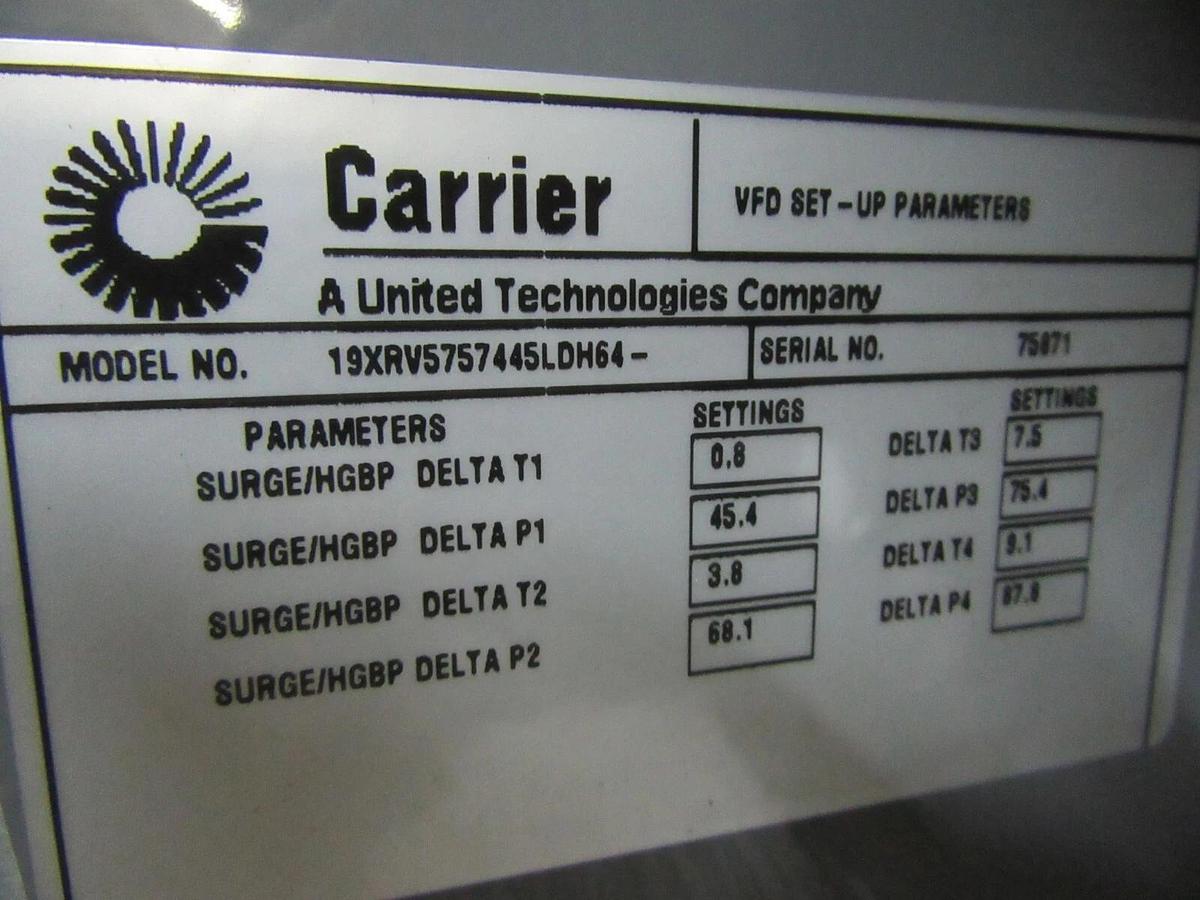 Carrier
VFD SET-UP PARAMETERS
A United Technologies Company
MODEL NO. 19XRV5757445LDH64-
SERIAL NO.
PARAMETERS SETTINGS SETTINGS
SURGE/HGBP DELTA T1 0.8 DELTA T3 7.5
SURGE/HGBP DELTA P1 45.4 DELTA P3 75.4
SURGE/HGBP DELTA T2 3.8 DELTA T4 9.1
SURGE/HGBP DELTA P2 68.1 DELTA P4